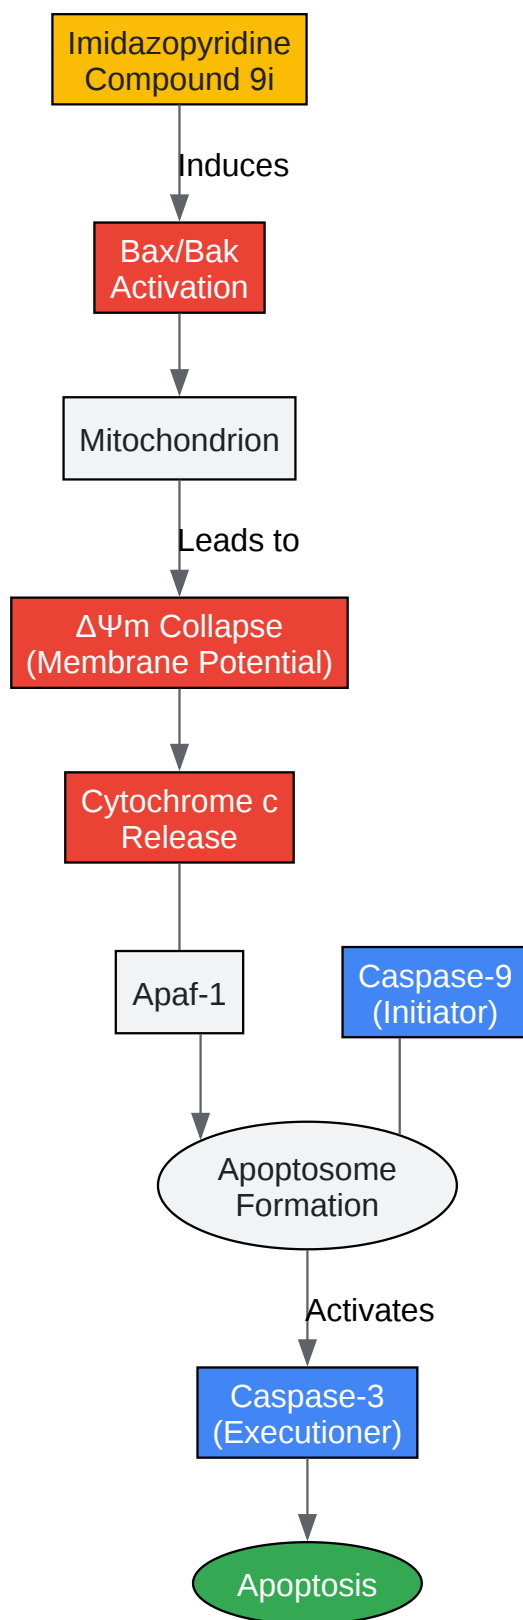 Imidazopyridine
Compound 9i
Induces
Bax/Bak
Activation
Mitochondrion
Leads to
ΔΨm Collapse
(Membrane Potential)
Cytochrome c
Release
Apaf-1
Caspase-9
(Initiator)
Apoptosome
Formation
Activates
Caspase-3
(Executioner)
Apoptosis